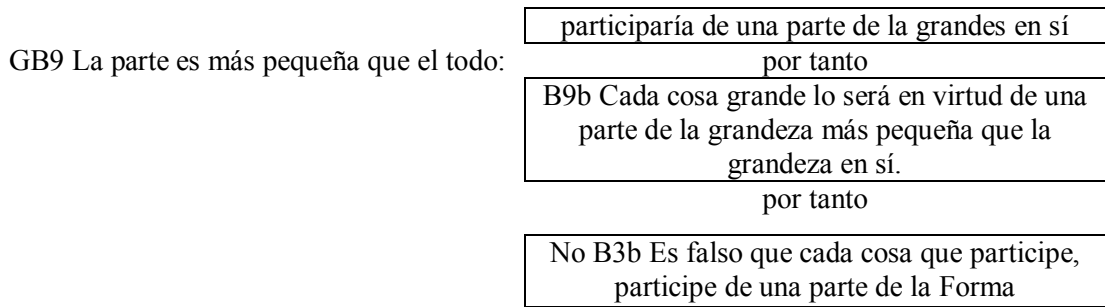 participaría de una parte de la grandes en sí
GB9 La parte es más pequeña que el todo:
por tanto
B9b Cada cosa grande lo será en virtud de una
parte de la grandeza más pequeña que la
grandeza en sí.
por tanto
No B3b Es falso que cada cosa que participe,
participe de una parte de la Forma